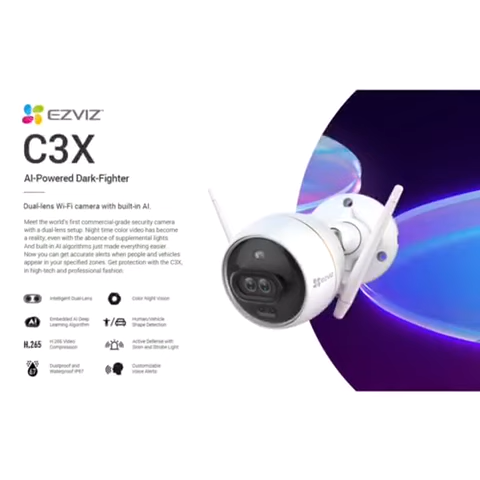 EZVIZ
C3X
AI-Powered Dark-Fighter
Dual-lens Wi-Fi camera with built-in AI.
Meet the world's first commercial-grade security camera
with a dual-lens setup. Night time color video has become
a reality, even with the absence of supplemental lights
And built-in AI algorithms just made everything easier
Now you can get accurate alerts when people and vehicles
appear in your specified zones. Get protection with the C3X,
in high tech and professional fashion.
Intelligent Dual-Lens
Color Night Vision
AI
Embedded AI Deep
Learning Algorithm
Human/Vehicle
Shape Detection
H.265
H.265 Video
Compression
Active Defense with
Siren and Strobe Light
67
Dustproof and
Waterproof IP67
Customizable
Voice Alerts
EZVIZ